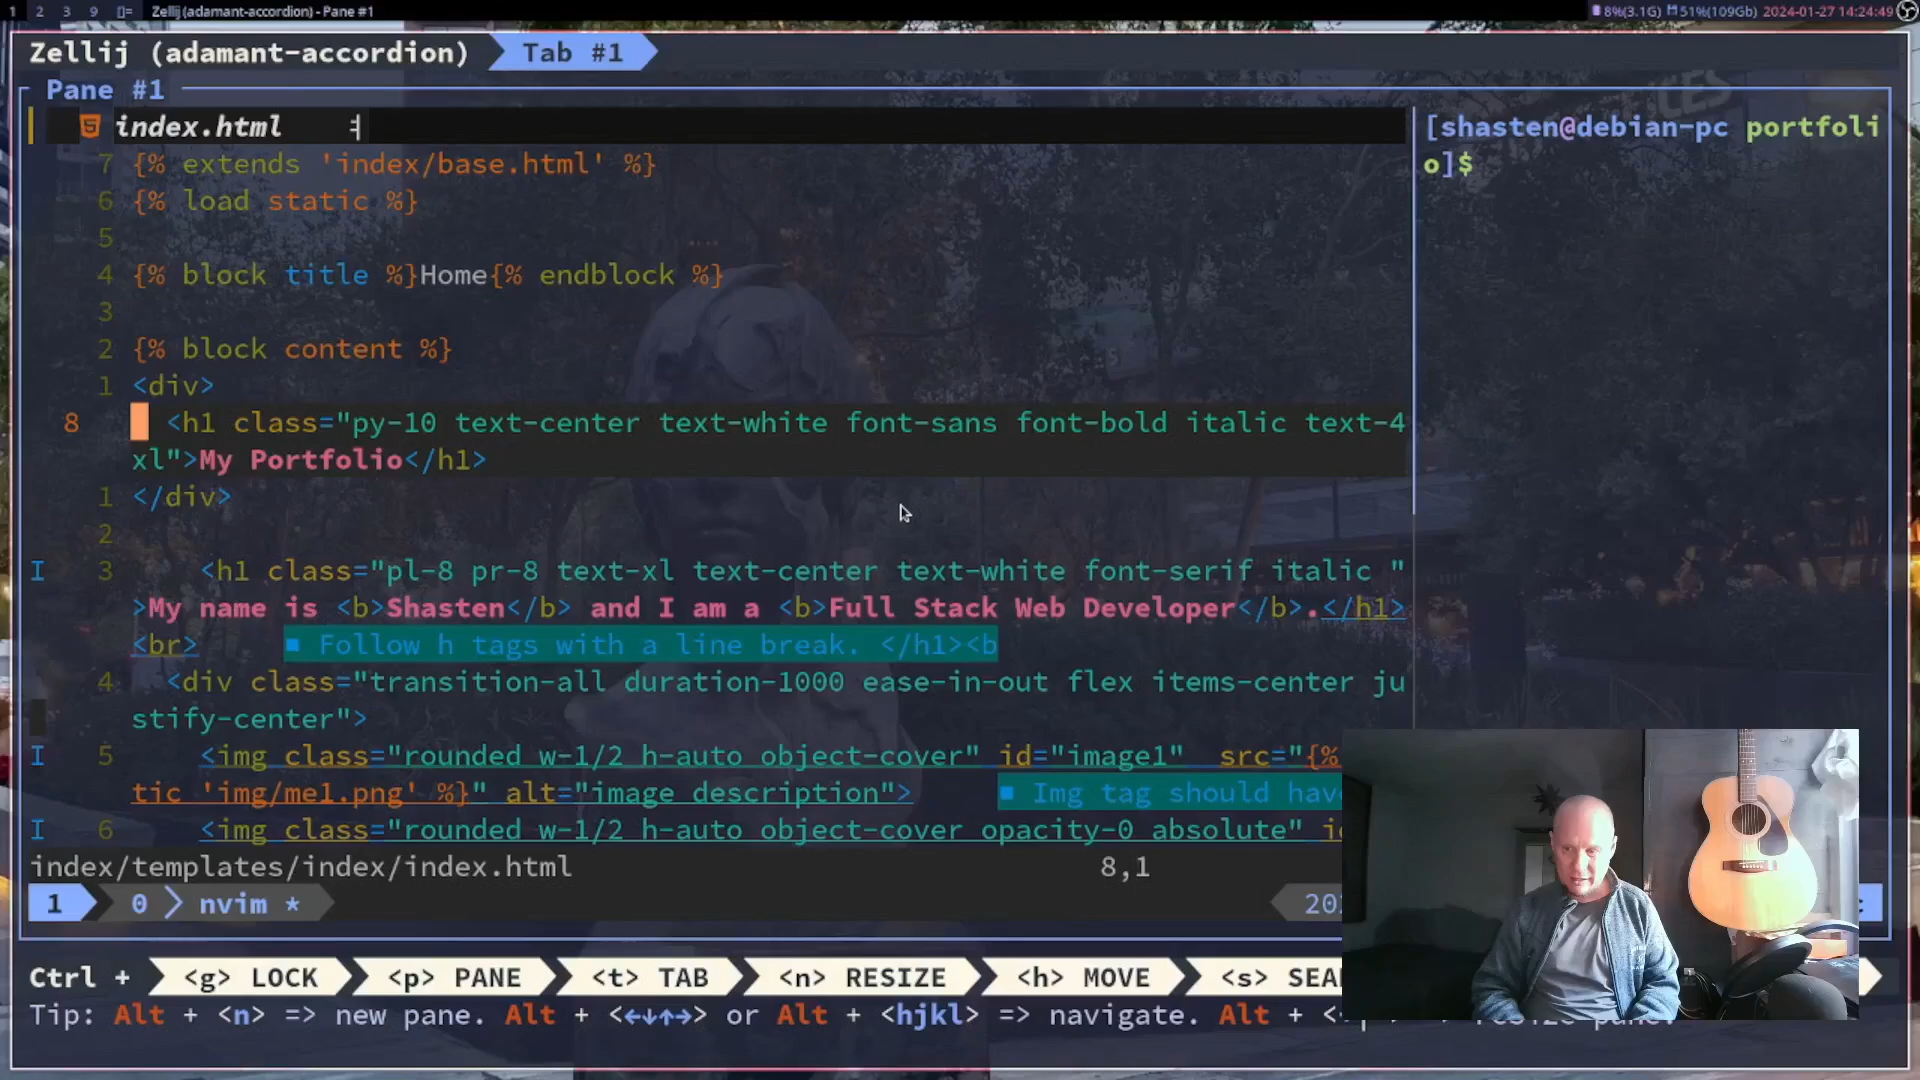 1 2 3 9 []= Zellij (adamant-accordion) - Pane #1 8%(3.1G) 51%(109Gb) 2024-01-27 14:24:49
Zellij (adamant-accordion) Tab #1
Pane #1
index.html
[shasten@debian-pc portfoli
o]$
7 {% extends 'index/base.html' %}
6 {% load static %}
5
4 {% block title %}Home{% endblock %}
3
2 {% block content %}
1 <div>
8 <h1 class="py-10 text-center text-white font-sans font-bold italic text-4
xl">My Portfolio</h1>
1 </div>
2
I 3 <h1 class="pl-8 pr-8 text-xl text-center text-white font-serif italic "
>My name is <b>Shasten</b> and I am a <b>Full Stack Web Developer</b>.</h1>
<br> ■ Follow h tags with a line break. </h1><b
4 <div class="transition-all duration-1000 ease-in-out flex items-center ju
stify-center">
I 5 <img class="rounded w-1/2 h-auto object-cover" id="image1" src="{%
tic 'img/me1.png' %}" alt="image description"> ■ Img tag should hav
I 6 <img class="rounded w-1/2 h-auto object-cover opacity-0 absolute" i
index/templates/index/index.html 8,1
1 0 nvim *
Ctrl + <g> LOCK <p> PANE <t> TAB <n> RESIZE <h> MOVE <s> SEA
Tip: Alt + <n> => new pane. Alt + <←↓↑→> or Alt + <hjkl> => navigate. Alt + <